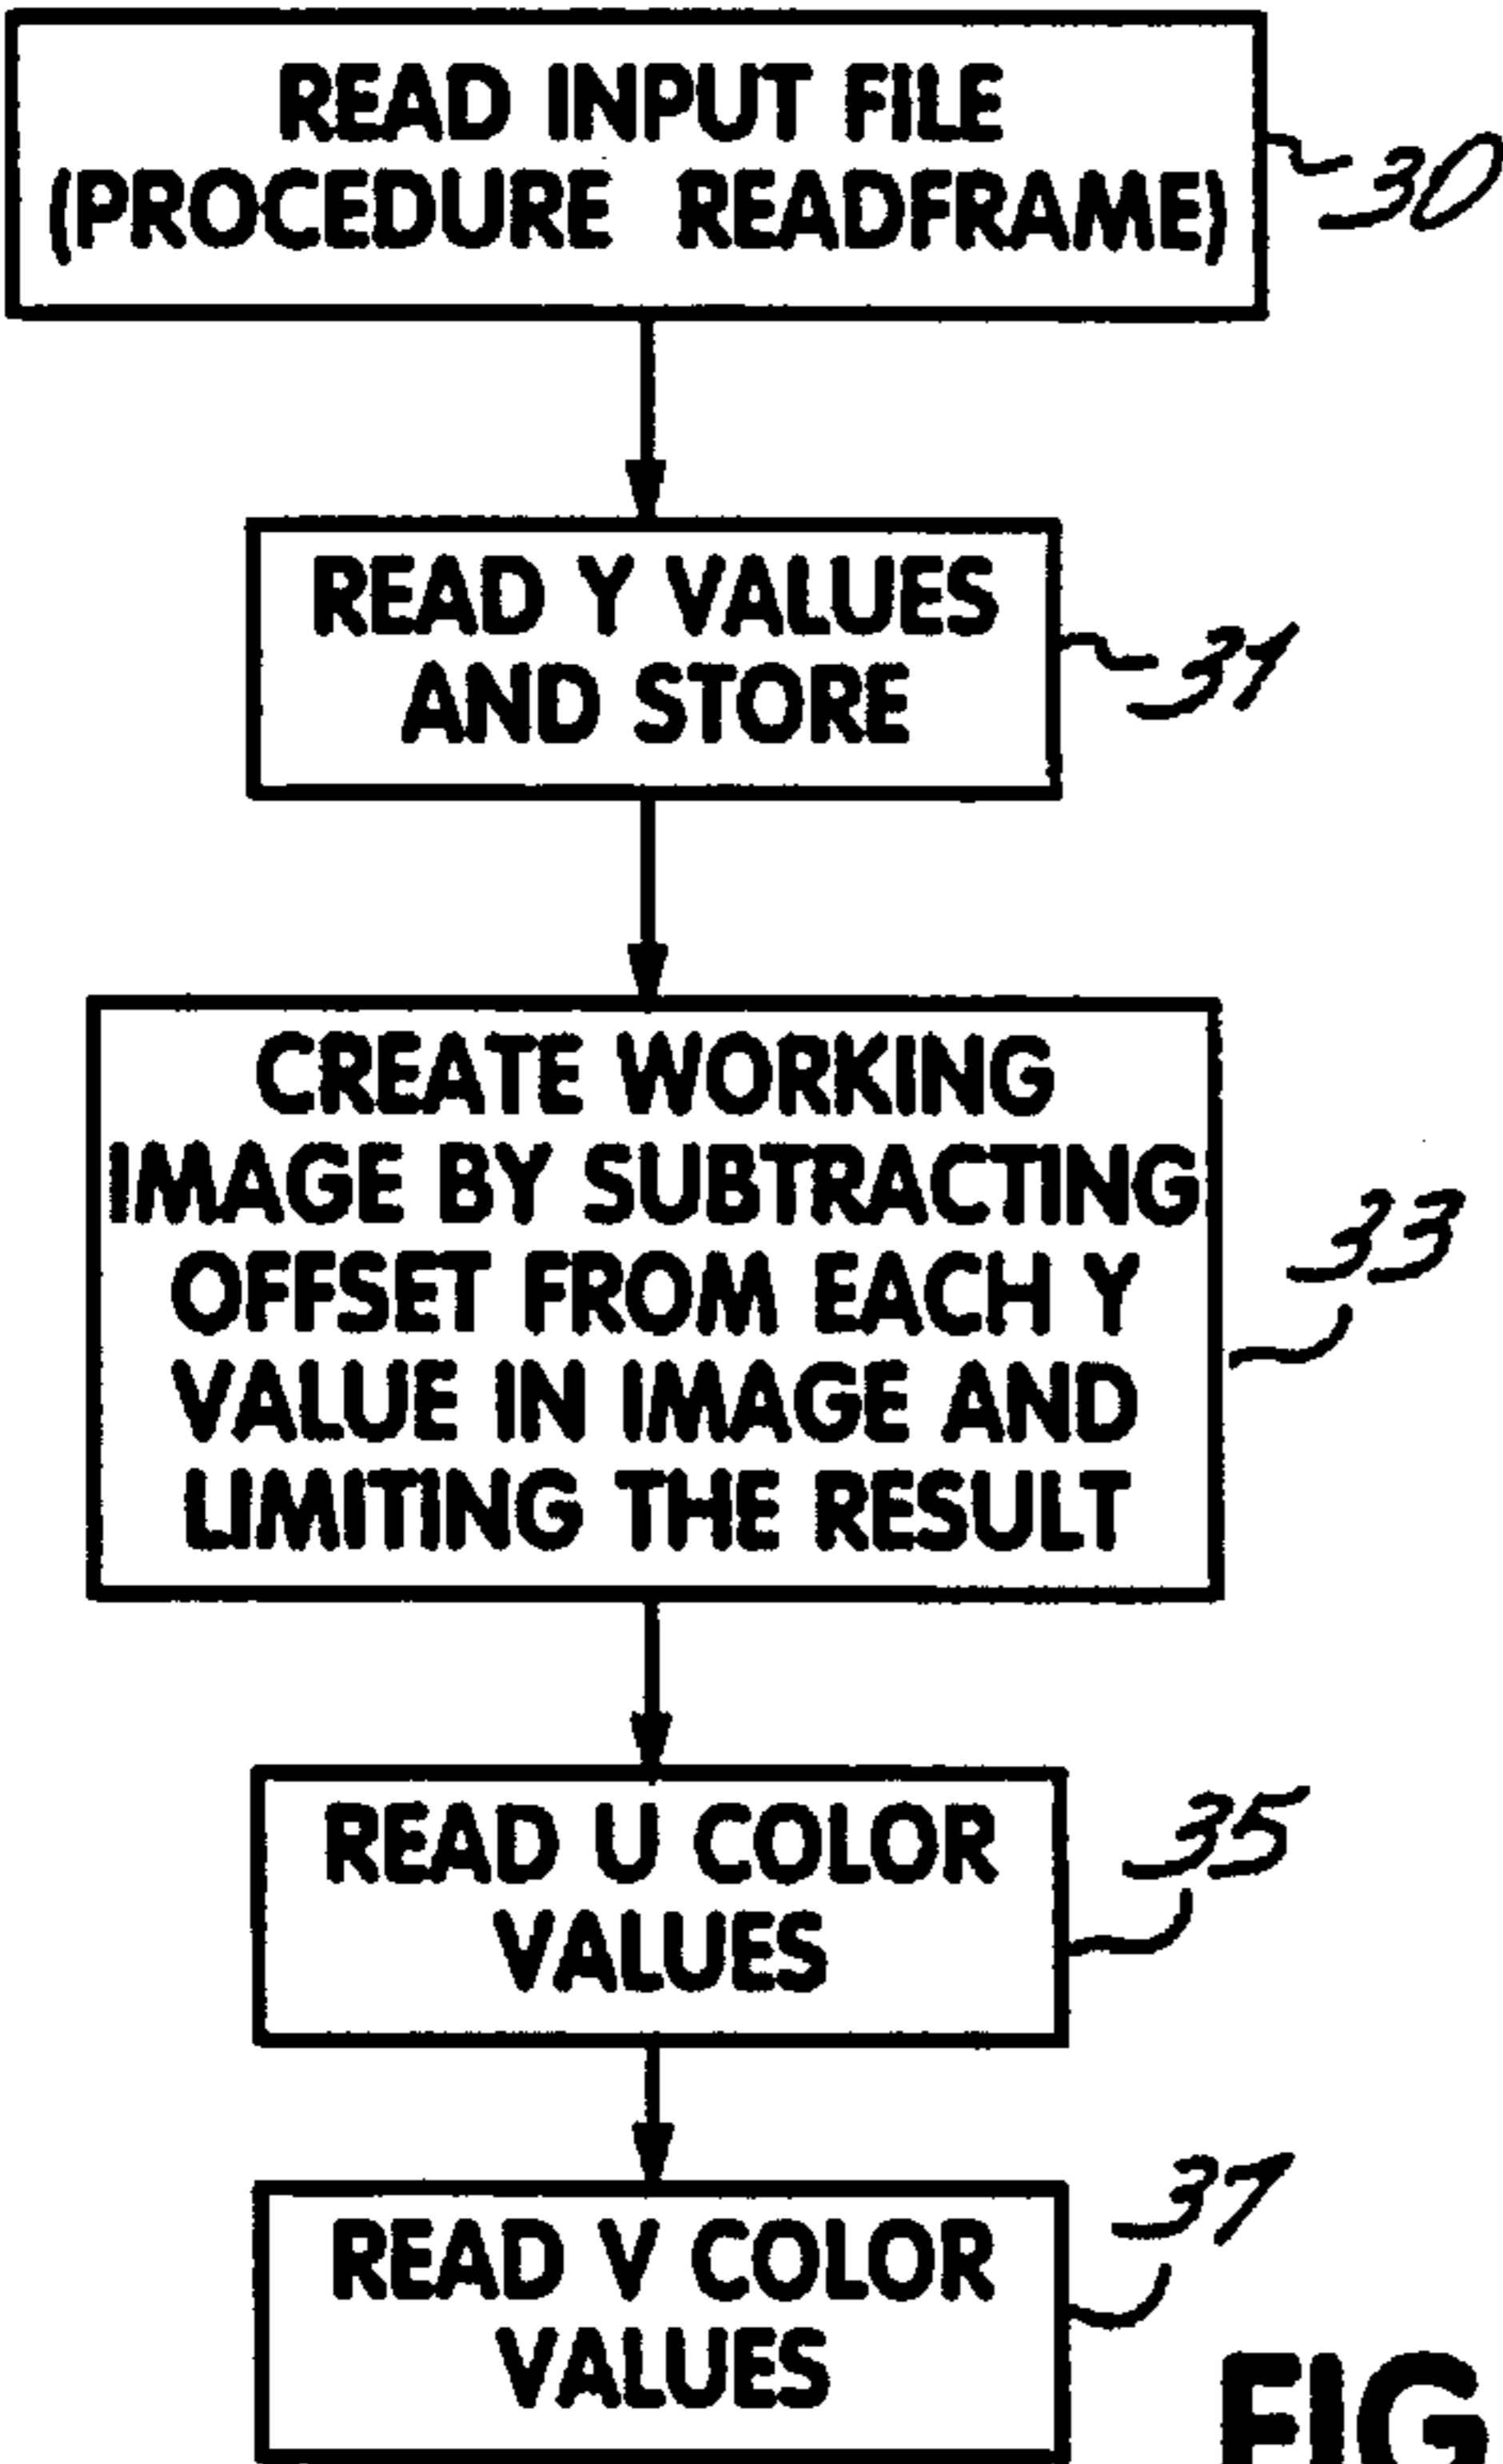 READ INPUT FILE
(PROCEDURE READFRAME)
30
READ Y VALUES
AND STORE
31
CREATE WORKING
IMAGE BY SUBTRACTING
OFFSET FROM EACH Y
VALUE IN IMAGE AND
LIMITING THE RESULT
33
READ U COLOR
VALUES
35
READ V COLOR
VALUES
37
FIG